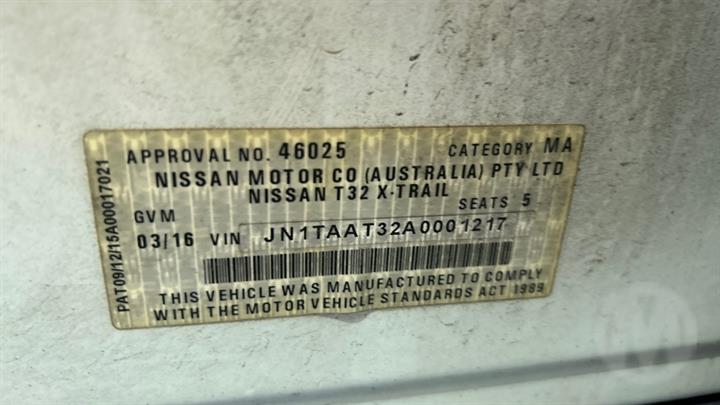 APPROVAL NO. 46025 CATEGORY MA
NISSAN MOTOR CO (AUSTRALIA) PTY LTD
NISSAN T32 X-TRAIL
GVM SEATS 5
03/16 VIN JN1TAAT32A0001217
THIS VEHICLE WAS MANUFACTURED TO COMPLY
WITH THE MOTOR VEHICLE STANDARDS ACT 1989
PAT09/12/15A00017021
M